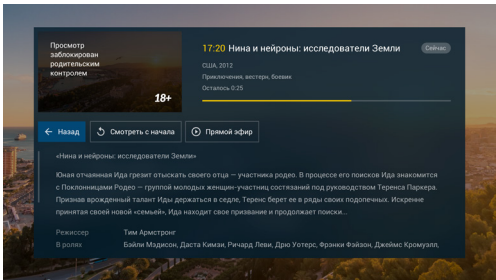 Просмотр
заблокирован
родительским
контролем
18+
17:20 Нина и нейроны: исследователи Земли
Сейчас
США, 2012
Приключения, вестерн, боевик
Осталось 0:25
Назад
Смотреть с начала
Прямой эфир
«Нина и нейроны: исследователи Земли»
Юная отчаянная Ида грезит отыскать своего отца – участника родео. В процессе его поисков Ида знакомится
с Поклонницами Родео – группой молодых женщин-участниц состязаний под руководством Теренса Паркера.
Признав врожденный талант Иды держаться в седле, Теренс берет ее в ряды своих подопечных. Искренне
принятая своей новой «семьей», Ида находит свое призвание и продолжает поиски...
Режиссер Тим Армстронг
В ролях Бэйли Мэдисон, Даста Кимзи, Ричард Леви, Дрю Уотерс, Фрэнки Фэйзон, Джеймс Кромуэлл,